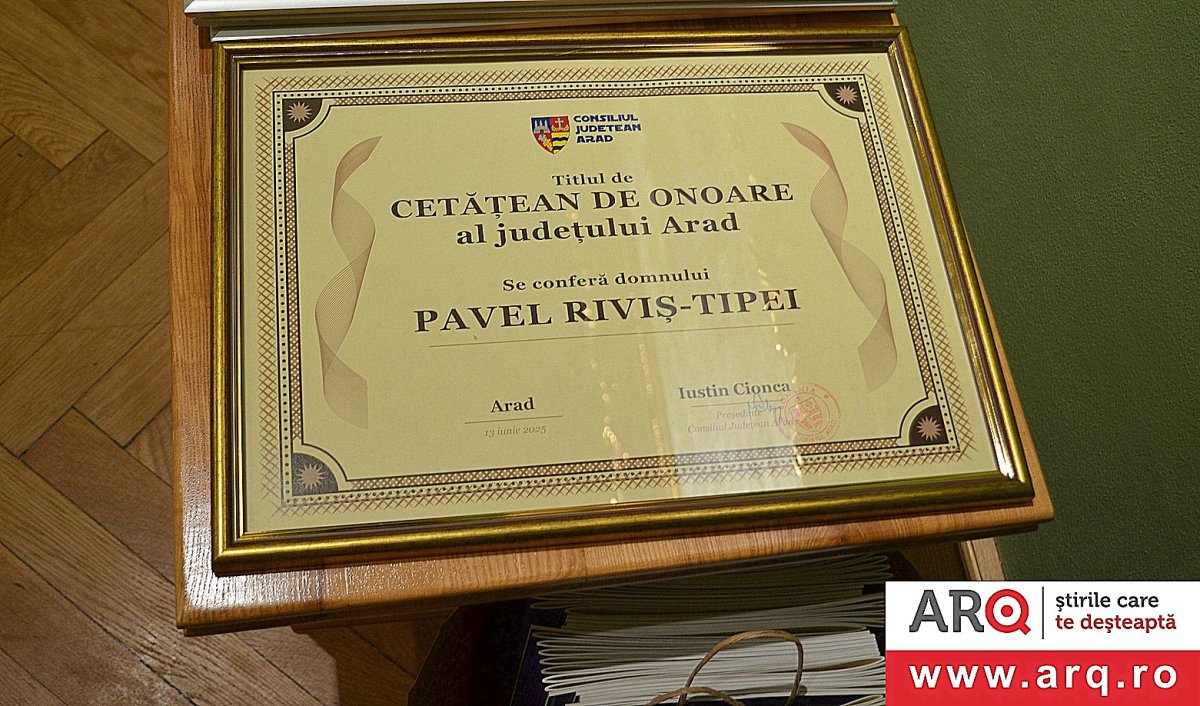 CONSILIUL
JUDEȚEAN
ARAD
Titlul de
CETĂȚEAN DE ONOARE
al județului Arad
Se conferă domnului
PAVEL RIVIȘ-TIPEI
Arad
13 iunie 2025
Iustin Cionca
Președinte
Consiliul Județean Arad
ARQ
știrile care
te deșteaptă
www.arq.ro